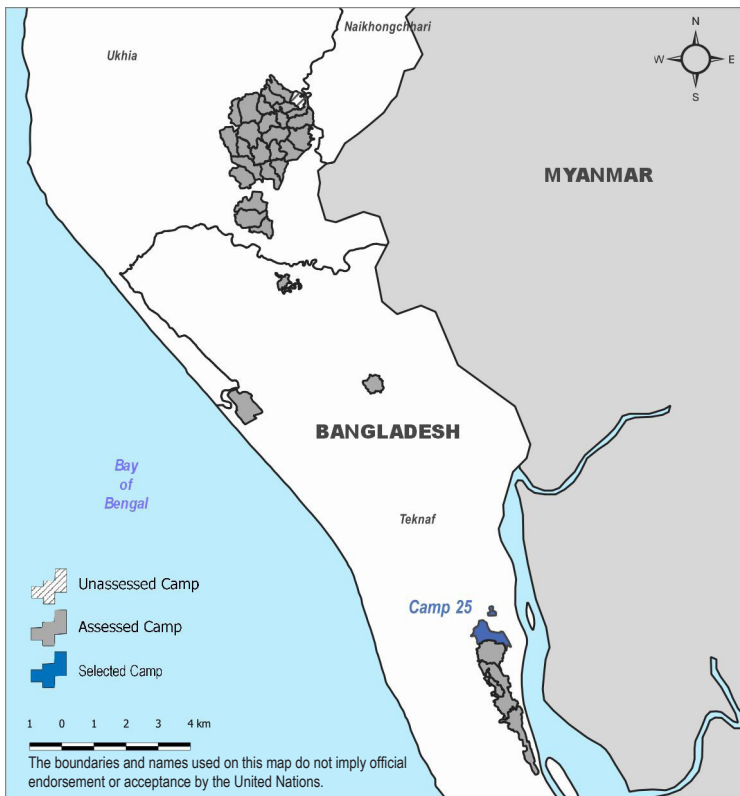 Naikhongchhari
Ukhia
N
W
E
S
MYANMAR
BANGLADESH
Bay
of
Bengal
Teknaf
Camp 25
Unassessed Camp
Assessed Camp
Selected Camp
1 0 1 2 3 4 km
The boundaries and names used on this map do not imply official
endorsement or acceptance by the United Nations.